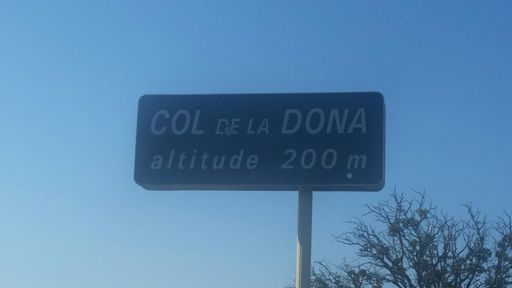 COL DE LA DONA
altitude 200 m